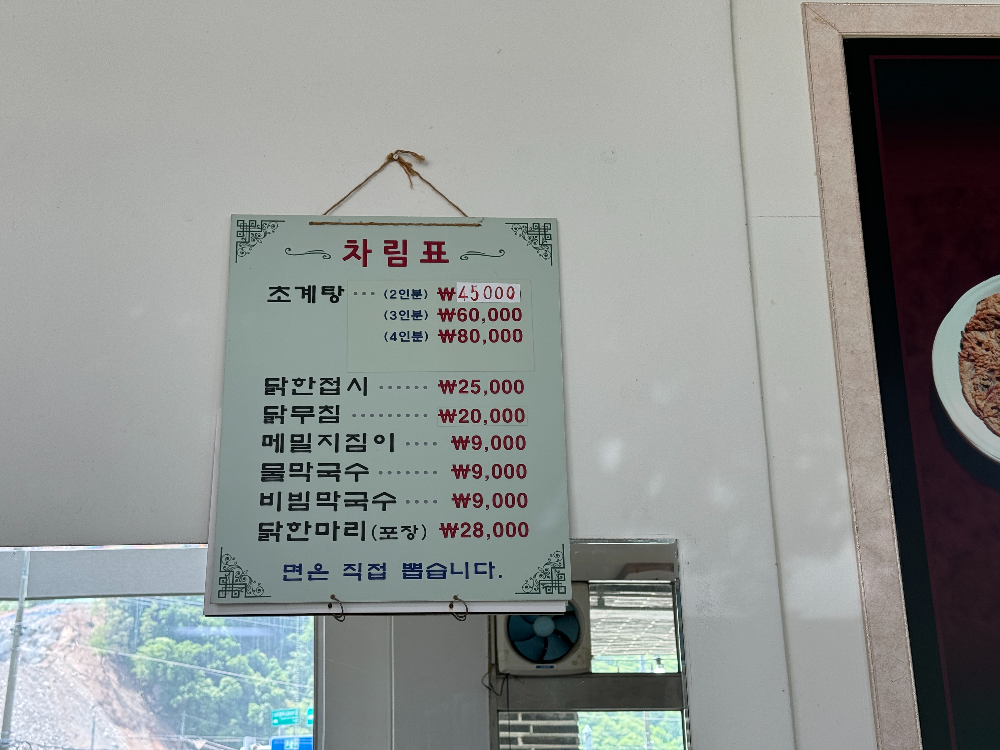 차림표
초계탕 ··· (2인분) ₩45000
(3인분) ₩60,000
(4인분) ₩80,000
닭한접시 ······ ₩25,000
닭무침 ········· ₩20,000
메밀지짐이 ···· ₩9,000
물막국수 ······· ₩9,000
비빔막국수 ···· ₩9,000
닭한마리(포장) ₩28,000
면은 직접 뽑습니다.